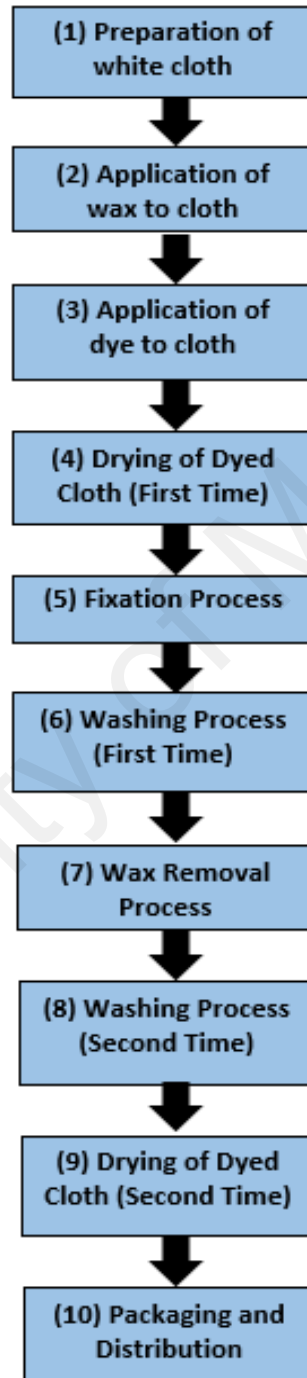 (1) Preparation of
white cloth
(2) Application of
wax to cloth
(3) Application of
dye to cloth
(4) Drying of Dyed
Cloth (First Time)
(5) Fixation Process
(6) Washing Process
(First Time)
(7) Wax Removal
Process
(8) Washing Process
(Second Time)
(9) Drying of Dyed
Cloth (Second Time)
(10) Packaging and
Distribution